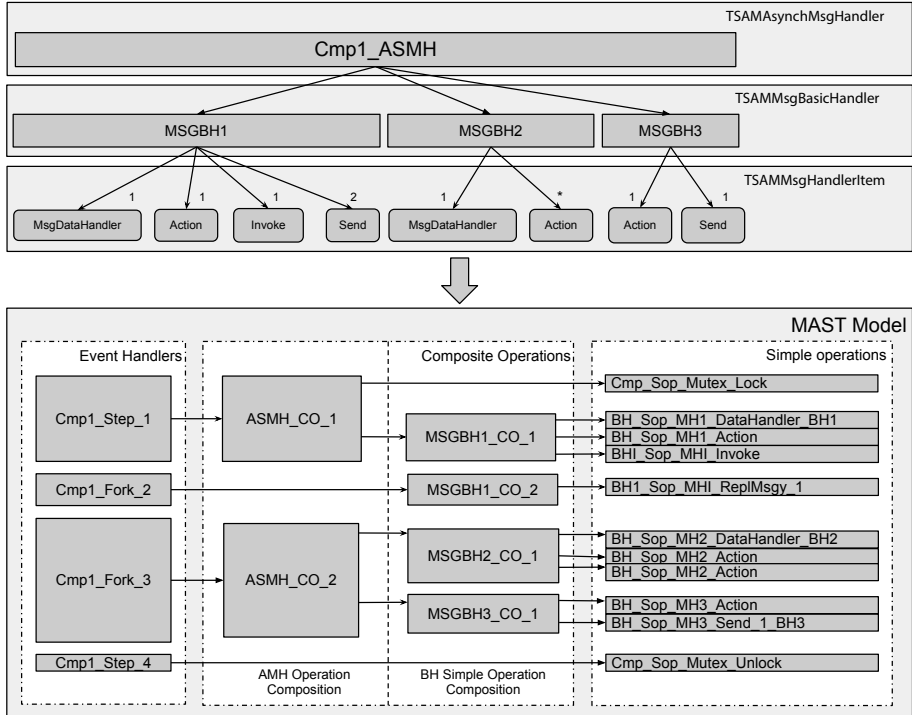 TSAMAsynchMsgHandler
Cmp1_ASMH
TSAMMsgBasicHandler
MSGBH1
MSGBH2
MSGBH3
TSAMMsgHandlerItem
1
1
1
2
1
*
1
1
MsgDataHandler
Action
Invoke
Send
MsgDataHandler
Action
Action
Send
MAST Model
Event Handlers
Composite Operations
Simple operations
Cmp1_Step_1
ASMH_CO_1
Cmp_Sop_Mutex_Lock
MSGBH1_CO_1
BH_Sop_MH1_DataHandler_BH1
BH_Sop_MH1_Action
BHI_Sop_MHI_Invoke
Cmp1_Fork_2
MSGBH1_CO_2
BH1_Sop_MHI_ReplMsgy_1
Cmp1_Fork_3
ASMH_CO_2
MSGBH2_CO_1
BH_Sop_MH2_DataHandler_BH2
BH_Sop_MH2_Action
BH_Sop_MH2_Action
MSGBH3_CO_1
BH_Sop_MH3_Action
BH_Sop_MH3_Send_1_BH3
Cmp1_Step_4
Cmp_Sop_Mutex_Unlock
AMH Operation
Composition
BH Simple Operation
Composition